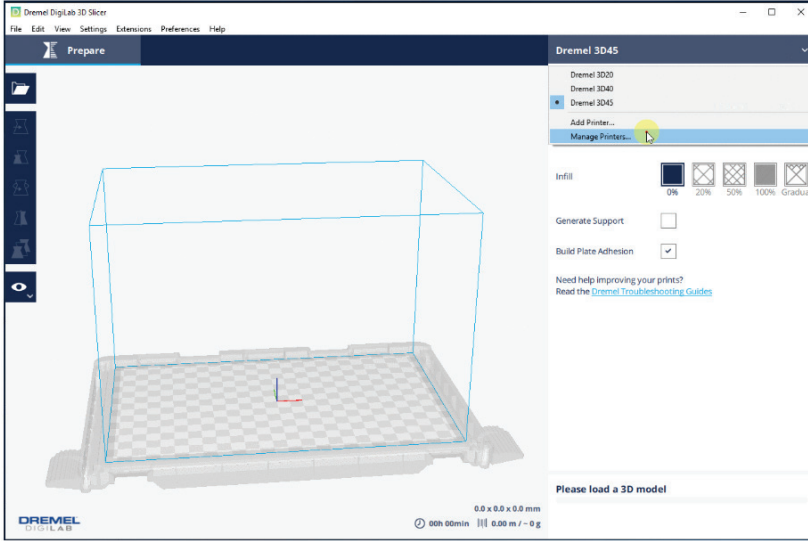 Dremel DigiLab 3D Slicer
File Edit View Settings Extensions Preferences Help
Prepare
Dremel 3D45
Dremel 3D20
Dremel 3D40
Dremel 3D45
Add Printer...
Manage Printers...
Infill
0% 20% 50% 100% Gradua
Generate Support
Build Plate Adhesion
Need help improving your prints?
Read the Dremel Troubleshooting Guides
Please load a 3D model
0.0 x 0.0 x 0.0 mm
00h 00min 0.00 m / ~ 0 g
DREMEL
DIGILAB